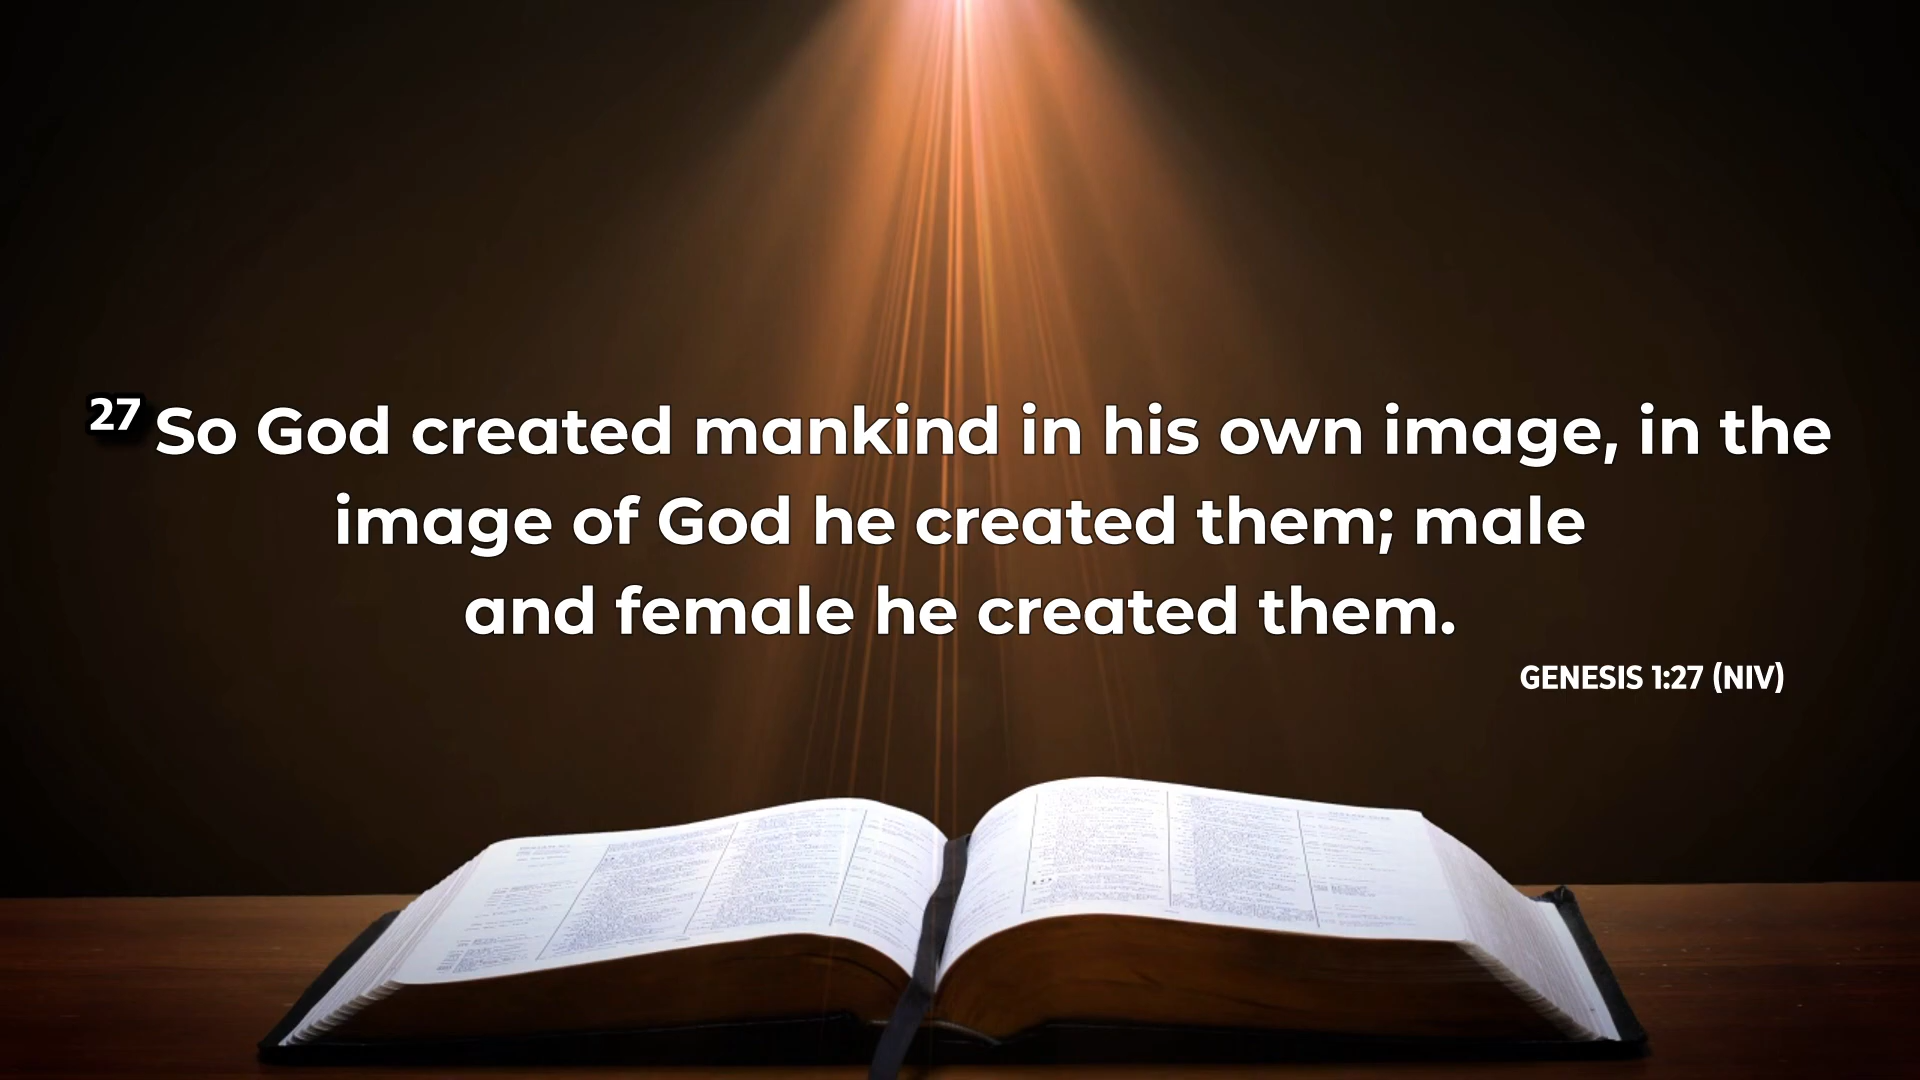 27 So God created mankind in his own image, in the
image of God he created them; male
and female he created them.
GENESIS 1:27 (NIV)